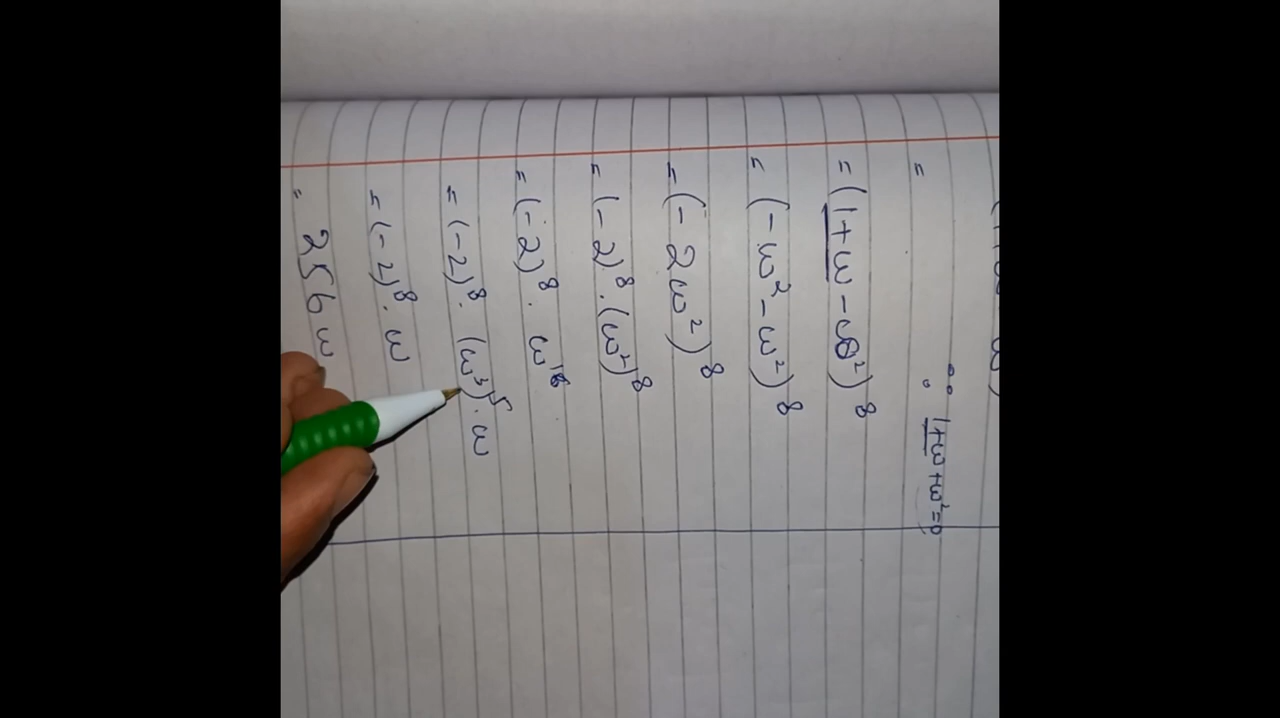 =
∵ 1+ω+ω²=0
= (1+ω-ω²)⁸
= (-ω²-ω²)⁸
= (-2ω²)⁸
= (-2)⁸.(ω²)⁸
= (-2)⁸. ω¹⁶
= (-2)⁸. (ω³)⁵.ω
= (-2)⁸.ω
= 256ω